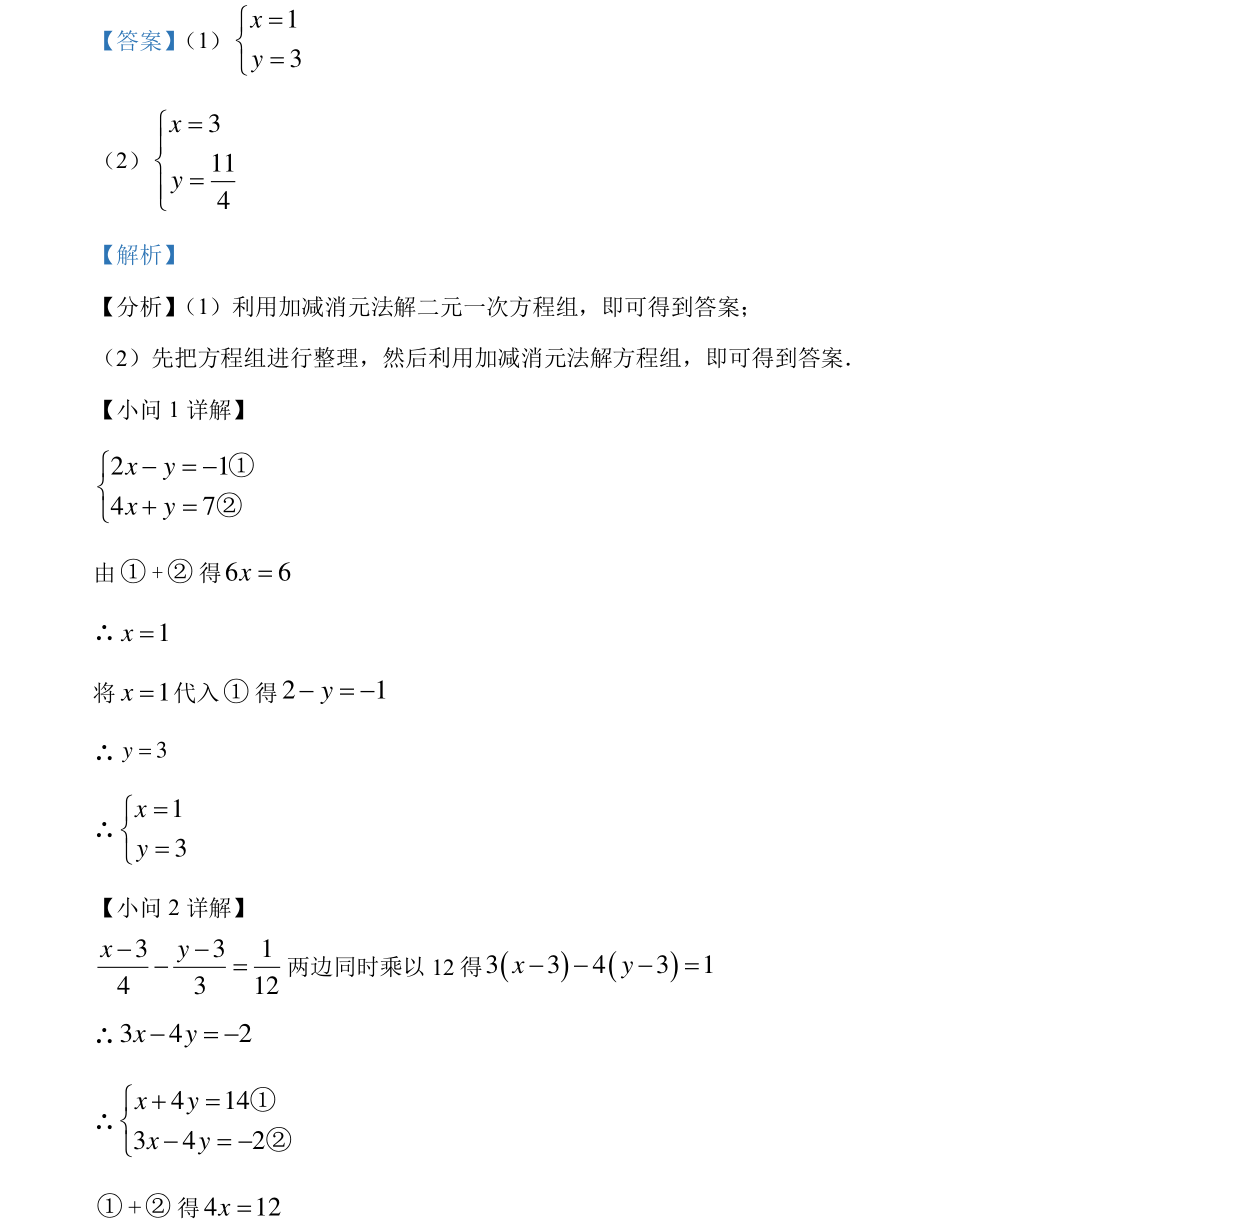 【答案】（1）{x=1
y=3
（2）{x=3
y=11/4
【解析】
【分析】（1）利用加减消元法解二元一次方程组，即可得到答案；
（2）先把方程组进行整理，然后利用加减消元法解方程组，即可得到答案．
【小问 1 详解】
{2x−y=−1①
4x+y=7②
由①+②得6x=6
∴x=1
将x=1代入①得2−y=−1
∴y=3
∴{x=1
y=3
【小问 2 详解】
(x−3)/4−(y−3)/3=1/12 两边同时乘以 12 得3(x−3)−4(y−3)=1
∴3x−4y=−2
∴{x+4y=14①
3x−4y=−2②
①+②得4x=12